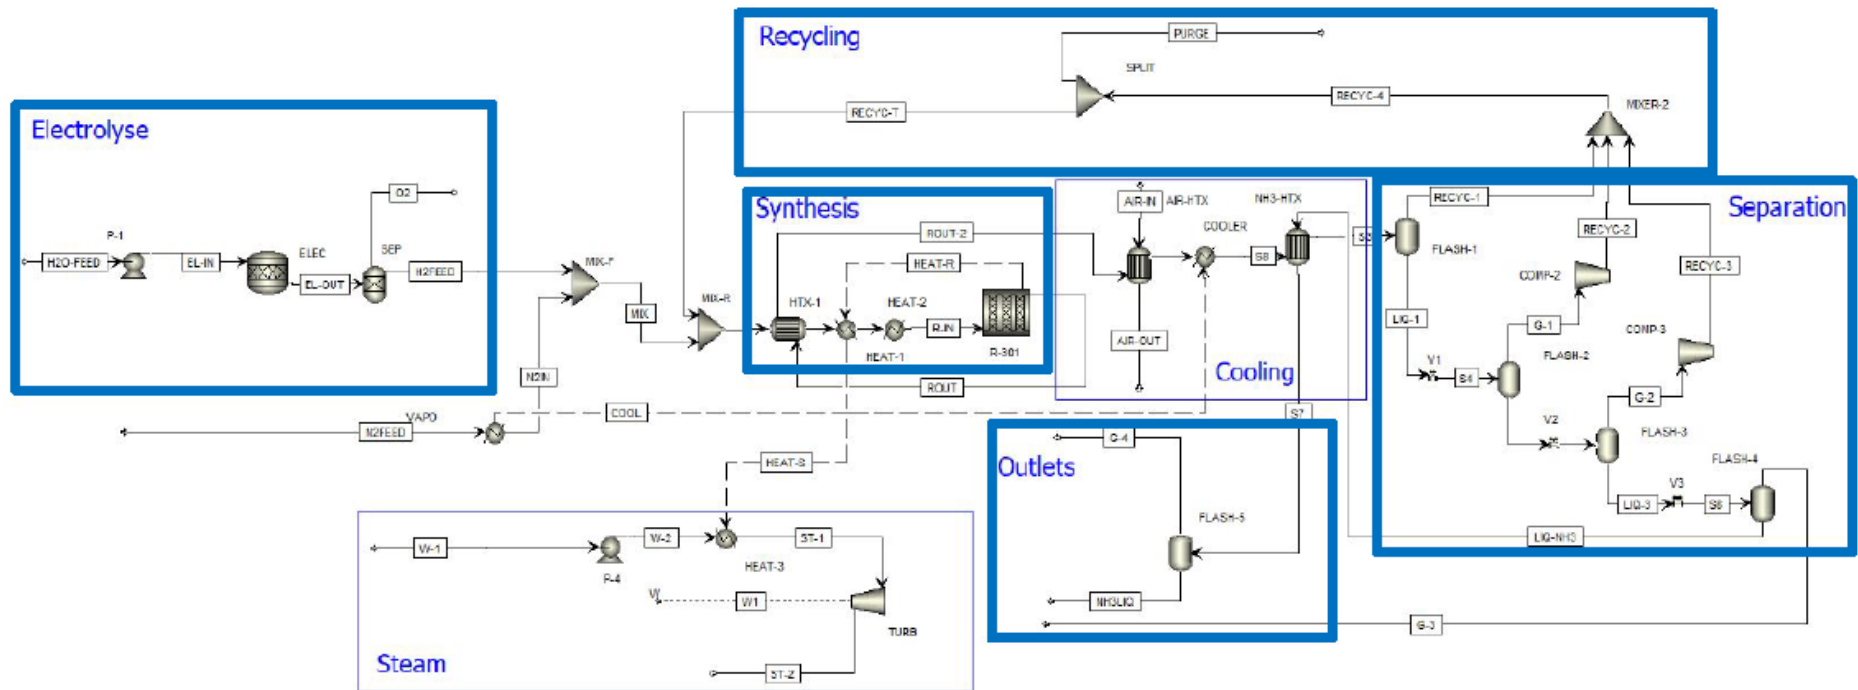 Recycling
PURGE
SPLIT
RECYC-4
MIXER-2
RECYC-T
Electrolyse
O2
P-1
ELEC
SEP
H2O-FEED
EL-IN
EL-OUT
H2FEED
MIX-F
MIX
MIX-R
N2IN
VAPO
N2FEED
COOL
Synthesis
ROUT-2
HEAT-R
HTX-1
HEAT-2
R-IN
HEAT-1
R-301
ROUT
AIR-IN
AIR-HTX
NH3-HTX
COOLER
S8
AIR-OUT
Cooling
S7
Separation
RECYC-1
S3
FLASH-1
RECYC-2
RECYC-3
COMP-2
LIQ-1
G-1
COMP-3
V1
S4
FLASH-2
G-2
V2
FLASH-3
FLASH-4
V3
LIQ-3
S6
LIQ-NH3
Outlets
G-4
FLASH-5
NH3LIQ
G-3
HEAT-S
W-1
W-2
ST-1
P-4
HEAT-3
W
W1
TURB
ST-2
Steam